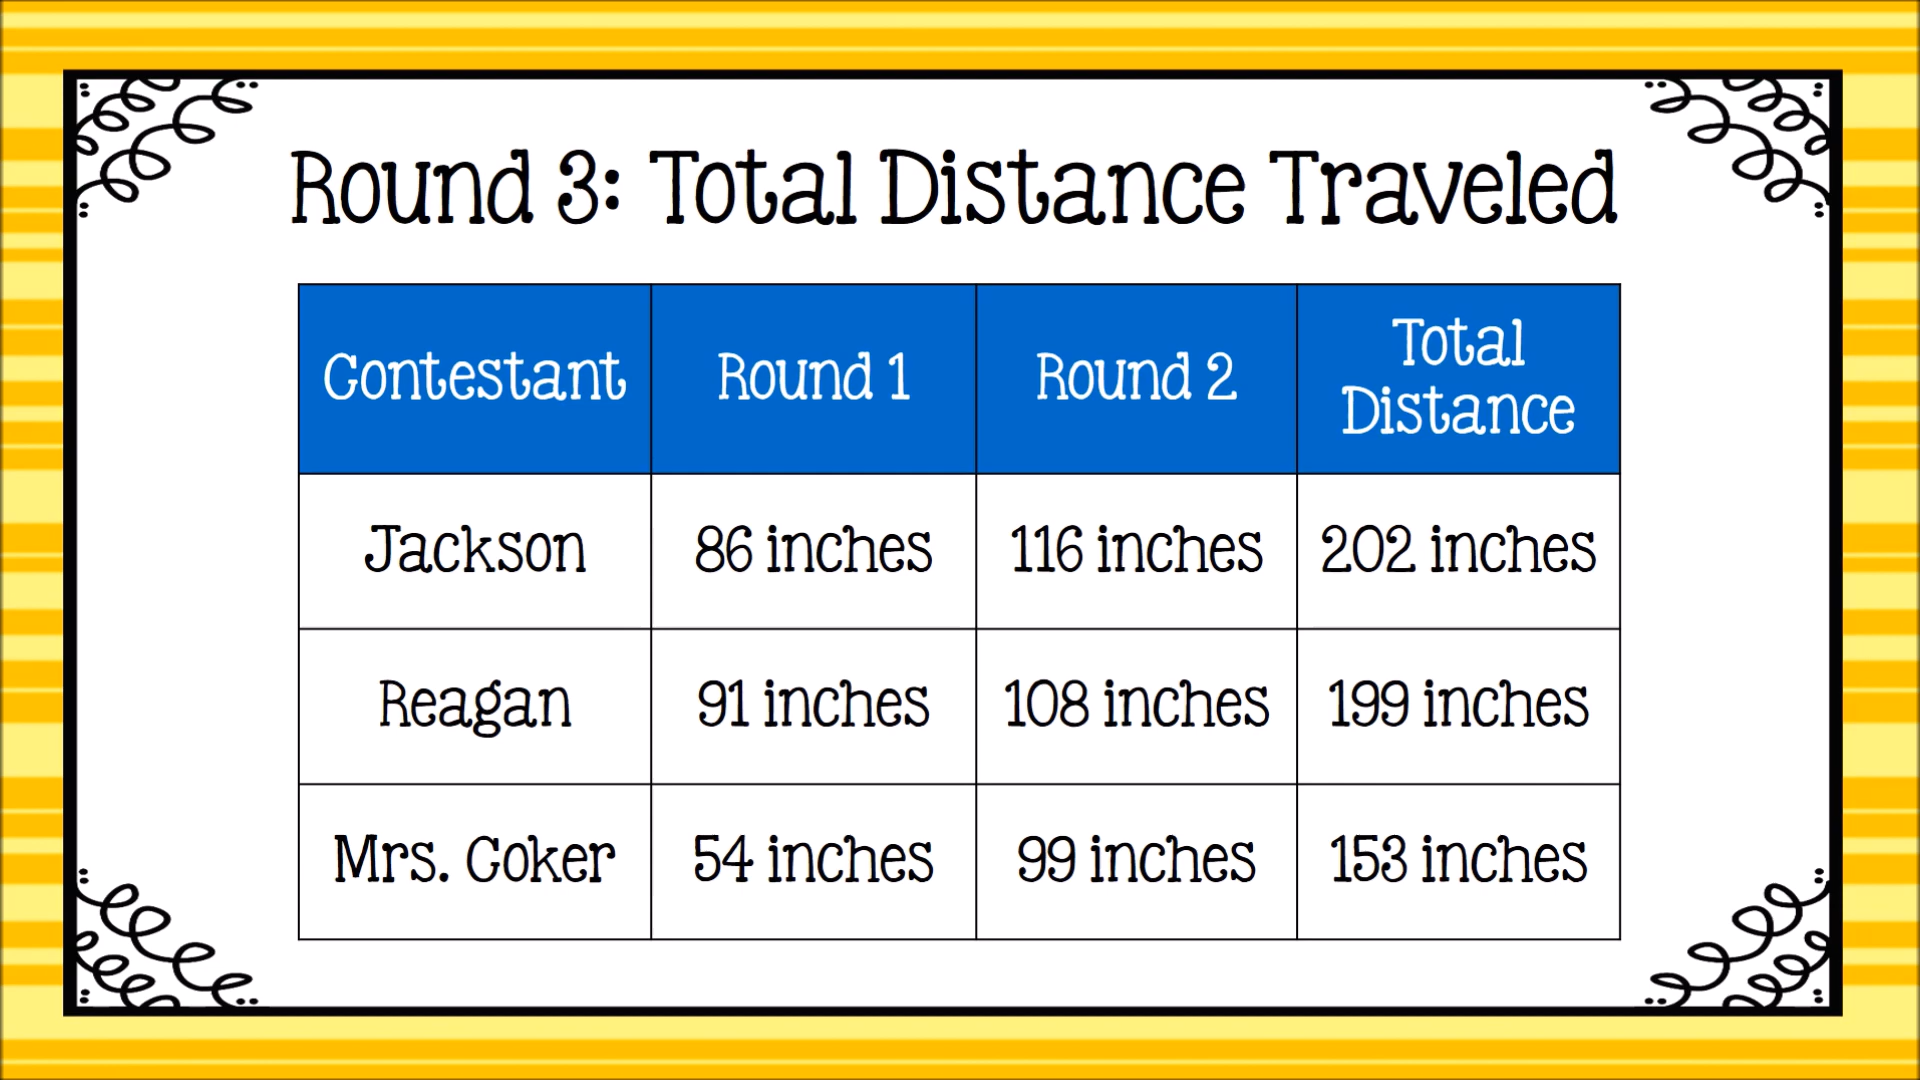 Round 3: Total Distance Traveled
Contestant Round 1 Round 2 Total Distance
Jackson 86 inches 116 inches 202 inches
Reagan 91 inches 108 inches 199 inches
Mrs. Coker 54 inches 99 inches 153 inches